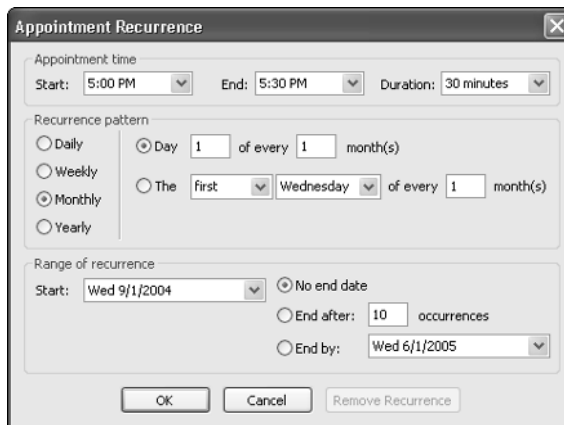 Appointment Recurrence
Appointment time
Start: 5:00 PM End: 5:30 PM Duration: 30 minutes
Recurrence pattern
Daily
Weekly
Monthly
Yearly
Day 1 of every 1 month(s)
The first Wednesday of every 1 month(s)
Range of recurrence
Start: Wed 9/1/2004
No end date
End after: 10 occurrences
End by: Wed 6/1/2005
OK Cancel Remove Recurrence